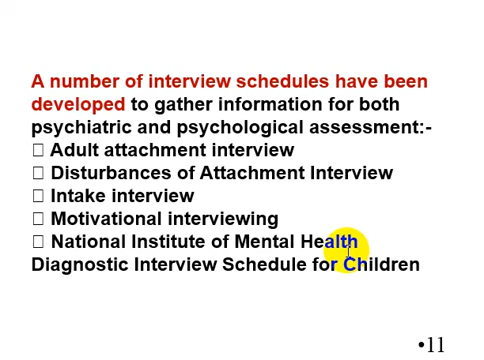 A number of interview schedules have been
developed to gather information for both
psychiatric and psychological assessment:-
□ Adult attachment interview
□ Disturbances of Attachment Interview
□ Intake interview
□ Motivational interviewing
□ National Institute of Mental Health
Diagnostic Interview Schedule for Children
•11